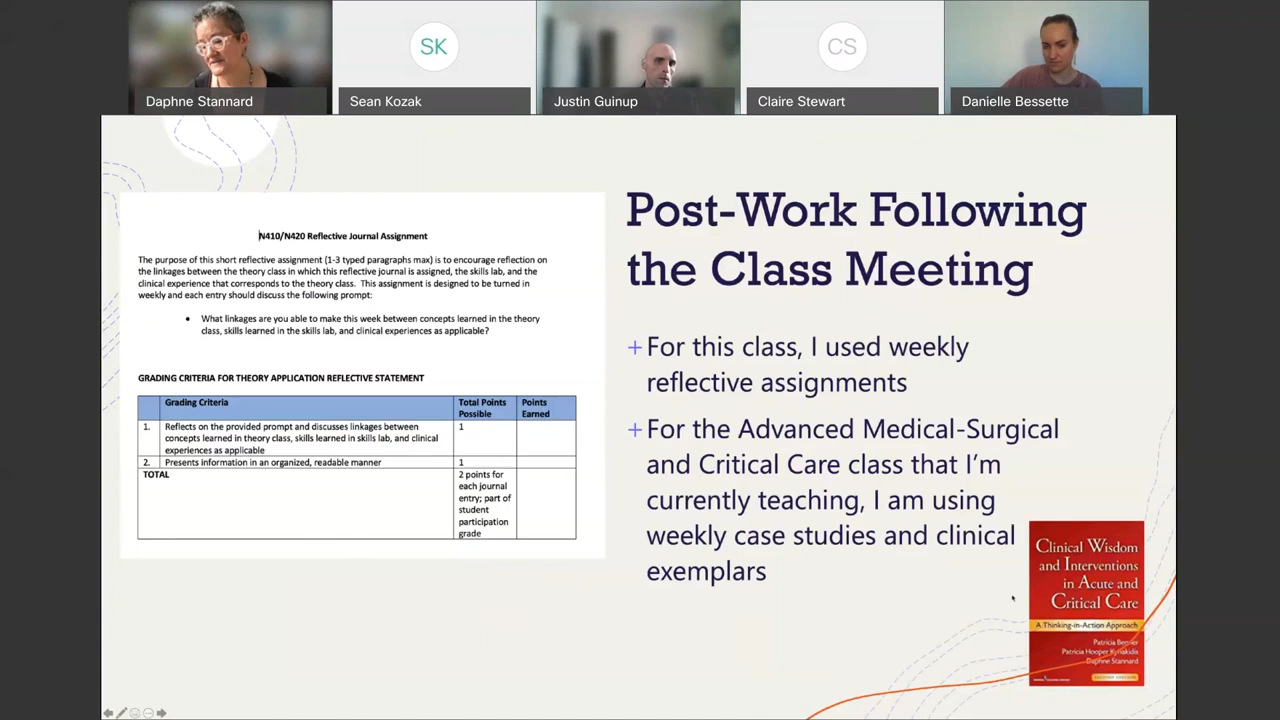 SK
CS
Daphne Stannard
Sean Kozak
Justin Guinup
Claire Stewart
Danielle Bessette
N410/N420 Reflective Journal Assignment
The purpose of this short reflective assignment (1-3 typed paragraphs max) is to encourage reflection on
the linkages between the theory class in which this reflective journal is assigned, the skills lab, and the
clinical experience that corresponds to the theory class. This assignment is designed to be turned in
weekly and each entry should discuss the following prompt:
• What linkages are you able to make this week between concepts learned in the theory
class, skills learned in the skills lab, and clinical experiences as applicable?
GRADING CRITERIA FOR THEORY APPLICATION REFLECTIVE STATEMENT
Grading Criteria
Total Points
Possible
Points
Earned
1. Reflects on the provided prompt and discusses linkages between
concepts learned in theory class, skills learned in skills lab, and clinical
experiences as applicable
1
2. Presents information in an organized, readable manner
1
TOTAL
2 points for
each journal
entry; part of
student
participation
grade
Post-Work Following
the Class Meeting
+For this class, I used weekly
reflective assignments
+For the Advanced Medical-Surgical
and Critical Care class that I'm
currently teaching, I am using
weekly case studies and clinical
exemplars
Clinical Wisdom
and Interventions
in Acute and
Critical Care
A Thinking-in-Action Approach
Patricia Benner
Patricia Hooper Kyriakidis
Daphne Stannard